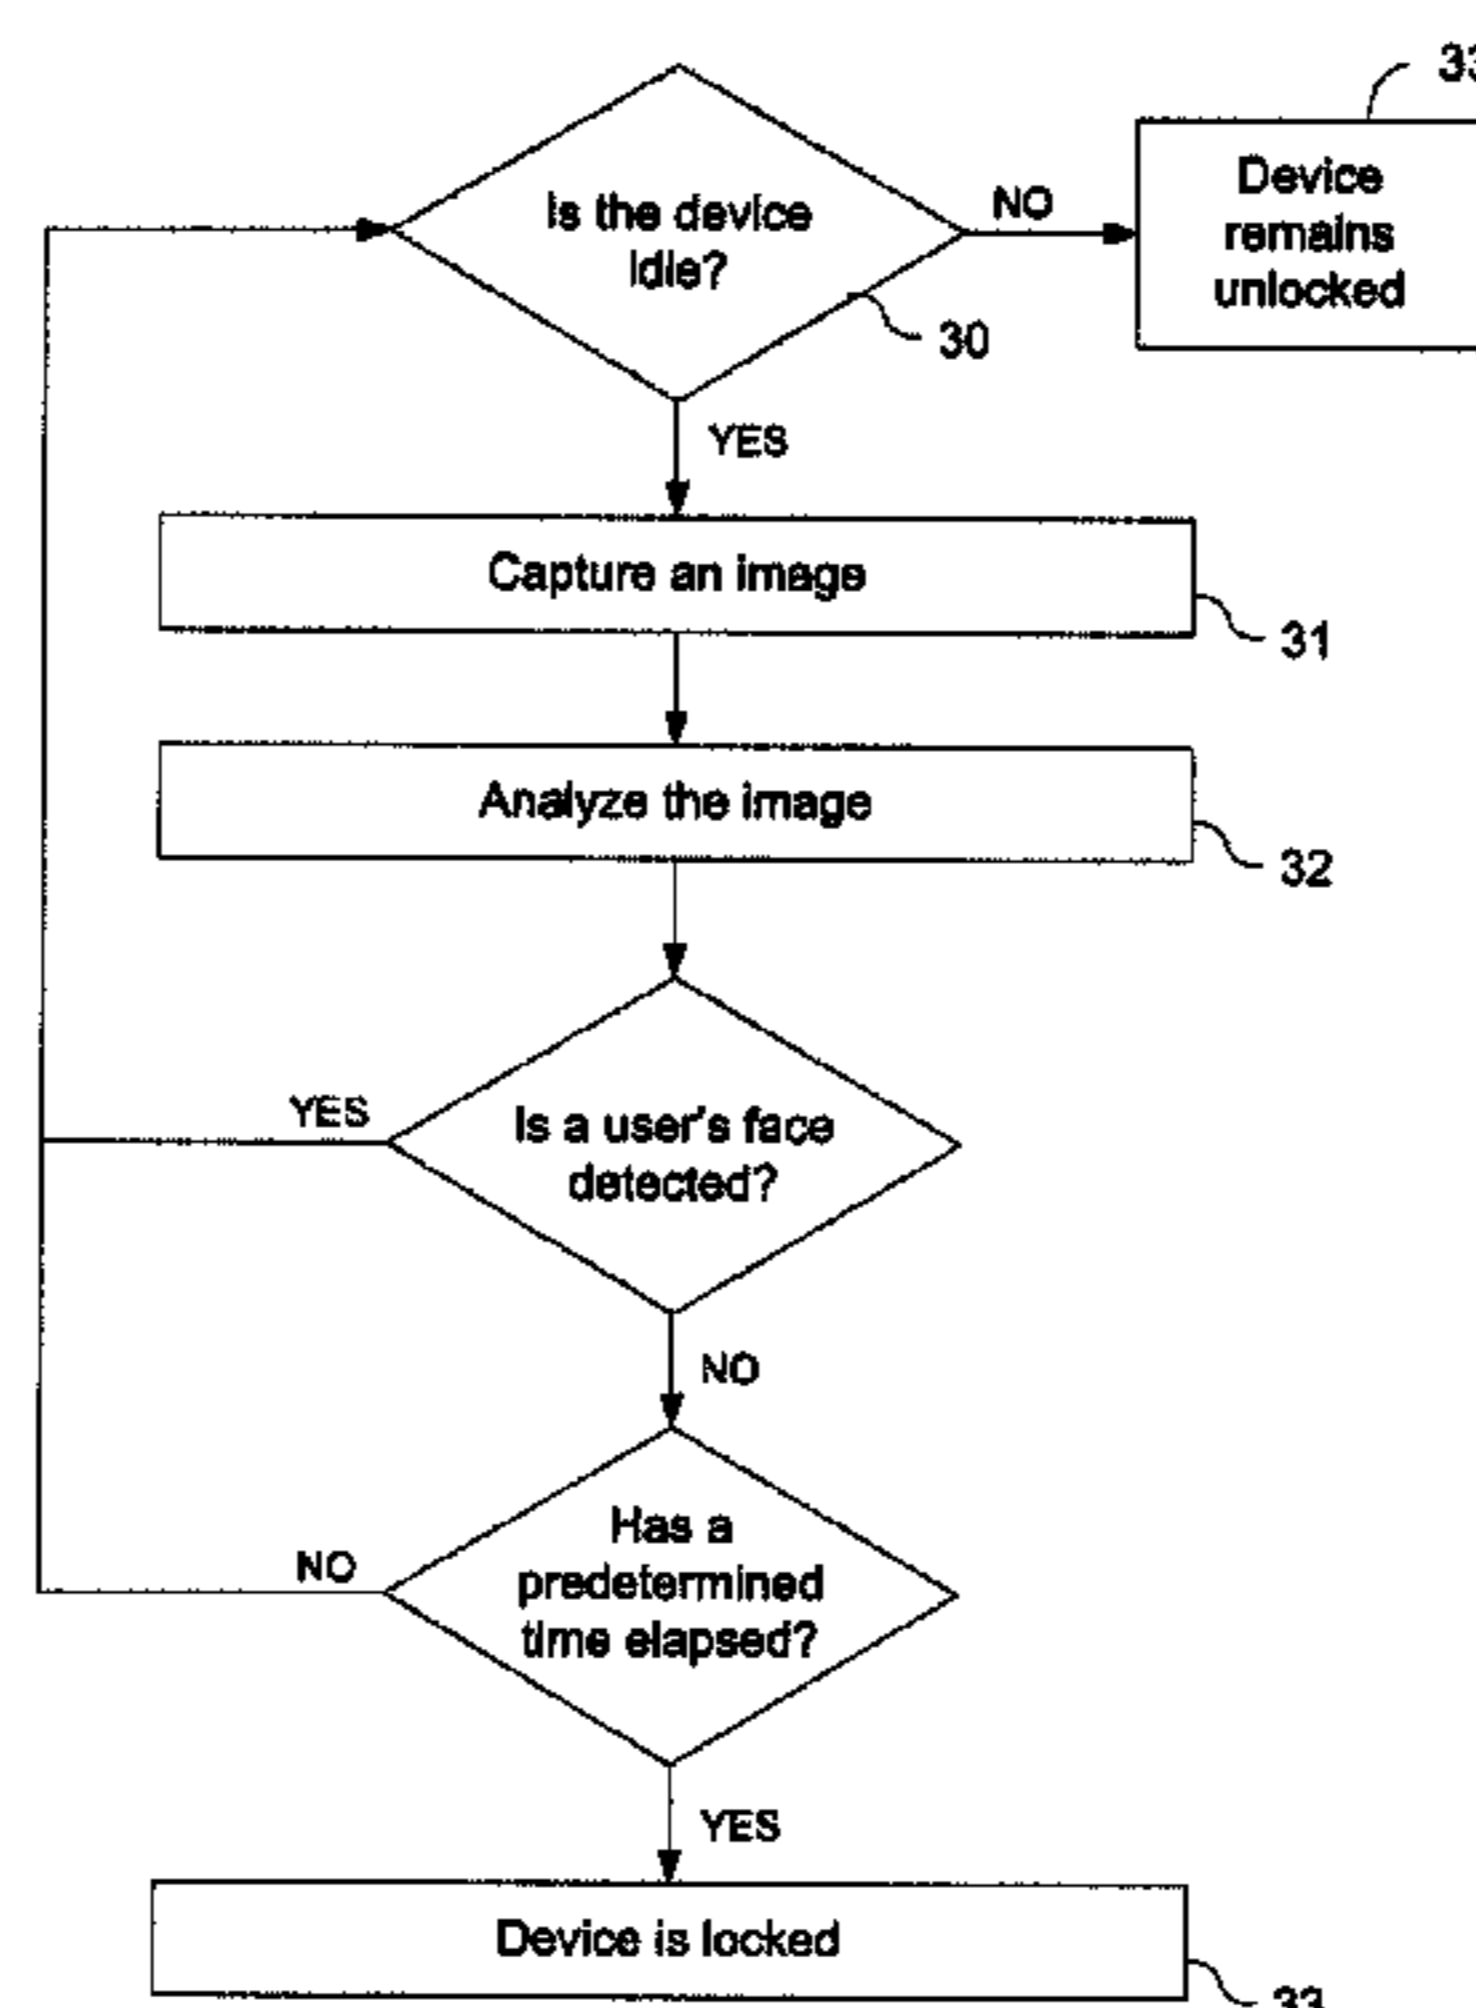 33
Is the device
idle?
NO
Device
remains
unlocked
30
YES
Capture an image
31
Analyze the image
32
YES
Is a user's face
detected?
NO
Has a
predetermined
time elapsed?
NO
YES
Device is locked
33